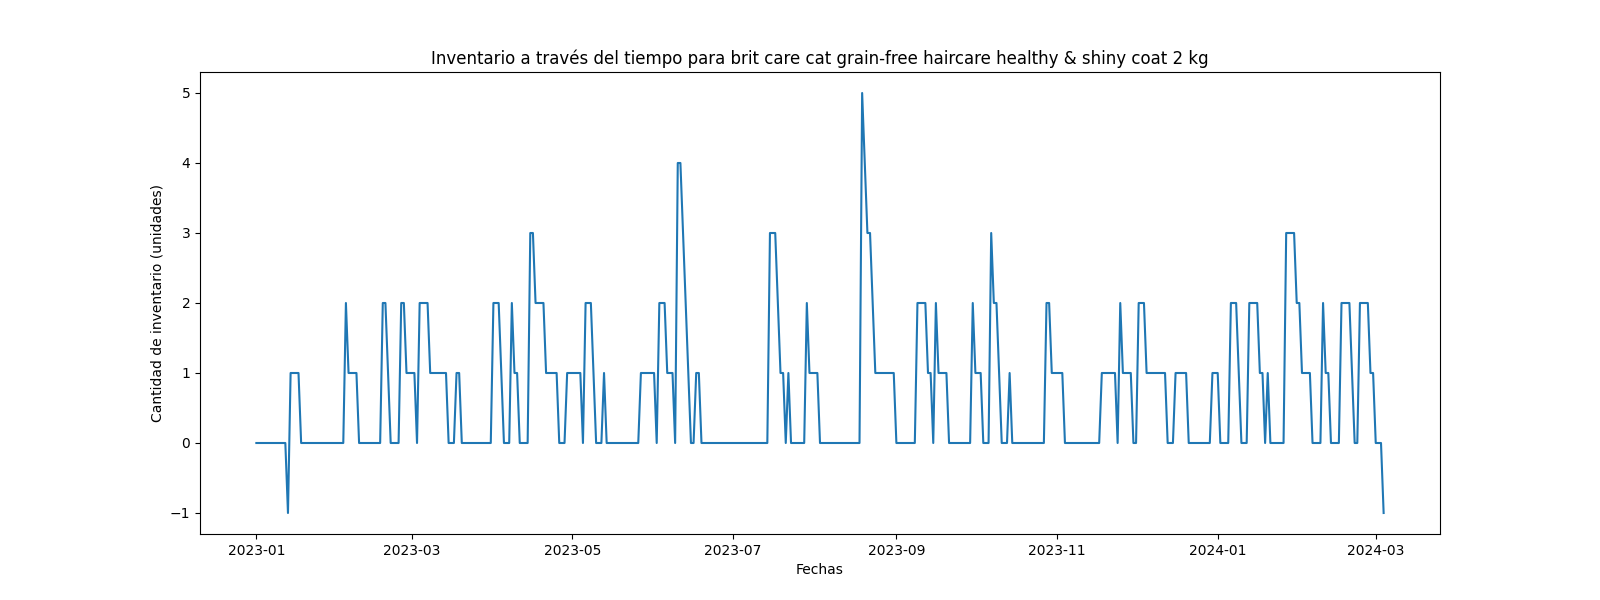 Inventario a través del tiempo para brit care cat grain-free haircare healthy & shiny coat 2 kg
Cantidad de inventario (unidades)
5
4
3
2
1
0
−1
2023-01 2023-03 2023-05 2023-07 2023-09 2023-11 2024-01 2024-03
Fechas